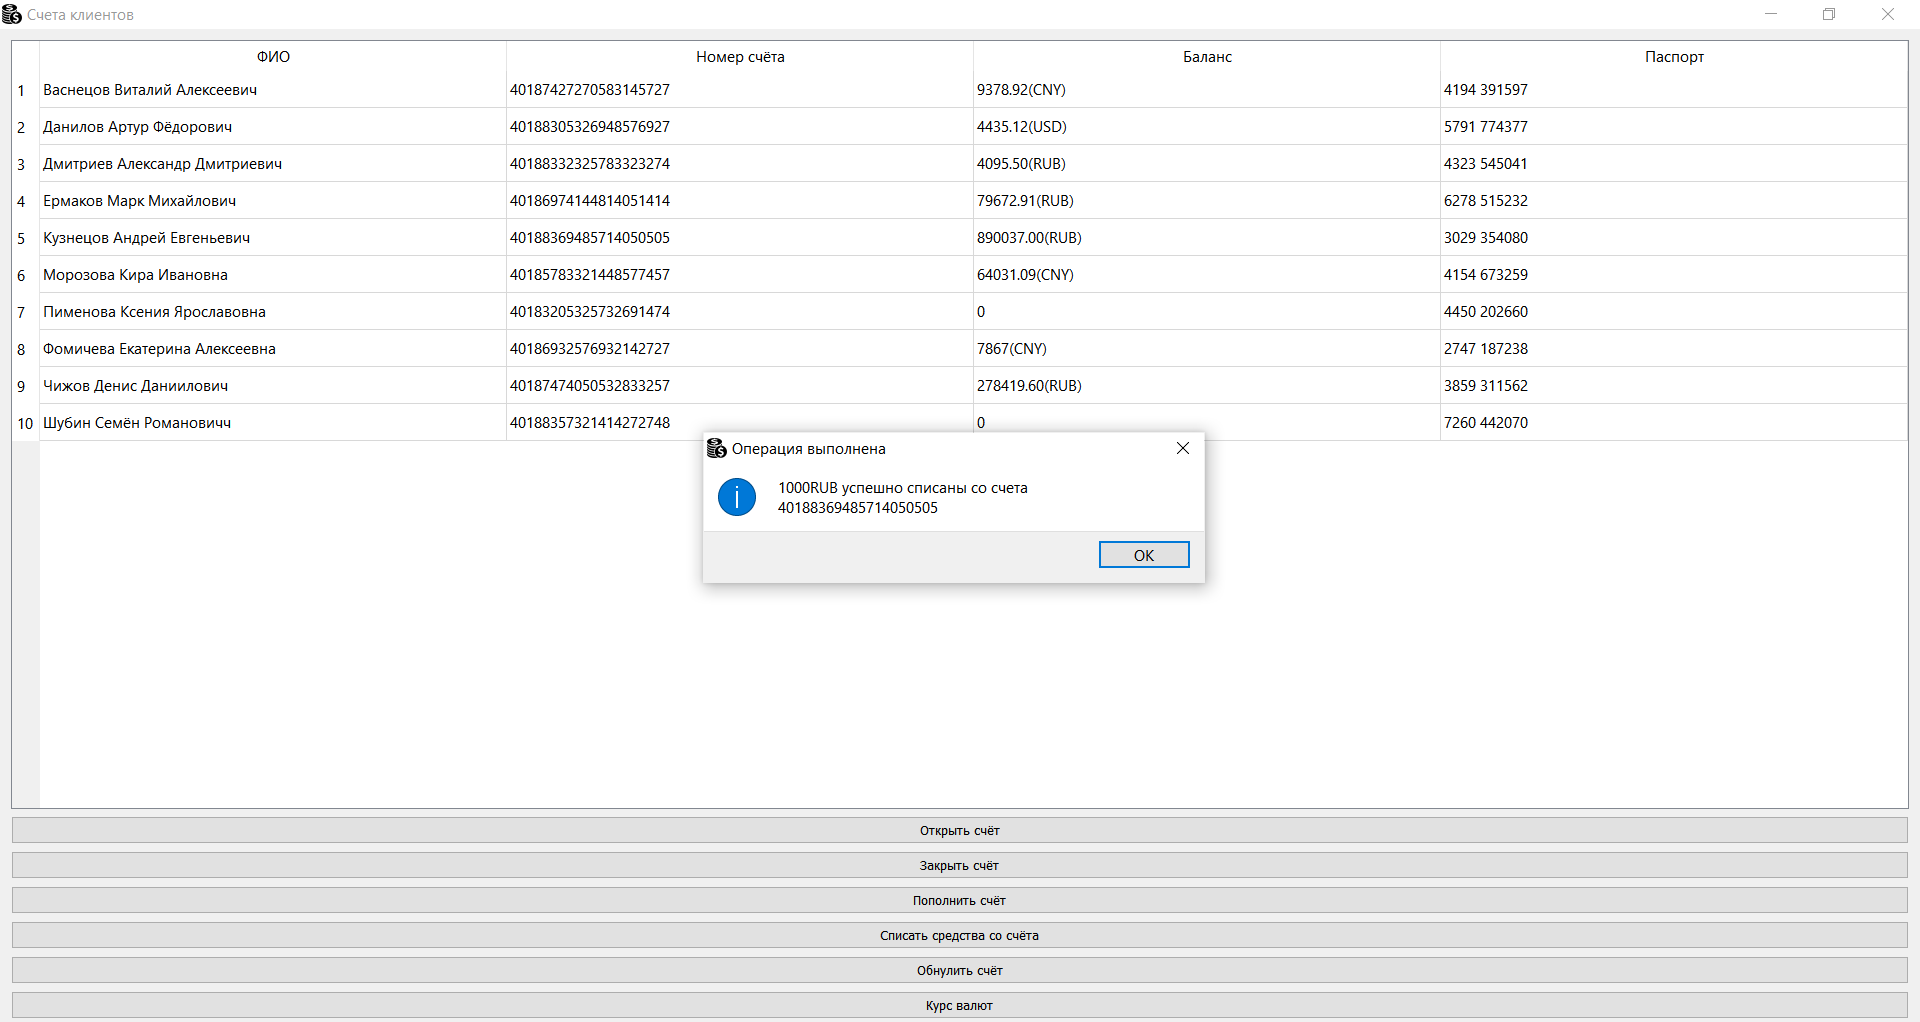 Счета клиентов
ФИО Номер счёта Баланс Паспорт
1 Васнецов Виталий Алексеевич 40187427270583145727 9378.92(CNY) 4194 391597
2 Данилов Артур Фёдорович 40188305326948576927 4435.12(USD) 5791 774377
3 Дмитриев Александр Дмитриевич 40188332325783323274 4095.50(RUB) 4323 545041
4 Ермаков Марк Михайлович 40186974144814051414 79672.91(RUB) 6278 515232
5 Кузнецов Андрей Евгеньевич 40188369485714050505 890037.00(RUB) 3029 354080
6 Морозова Кира Ивановна 40185783321448577457 64031.09(CNY) 4154 673259
7 Пименова Ксения Ярославовна 40183205325732691474 0 4450 202660
8 Фомичева Екатерина Алексеевна 40186932576932142727 7867(CNY) 2747 187238
9 Чижов Денис Даниилович 40187474050532833257 278419.60(RUB) 3859 311562
10 Шубин Семён Романовичч 40188357321414272748 0 7260 442070
Операция выполнена
1000RUB успешно списаны со счета
40188369485714050505
OK
Открыть счёт
Закрыть счёт
Пополнить счёт
Списать средства со счёта
Обнулить счёт
Курс валют